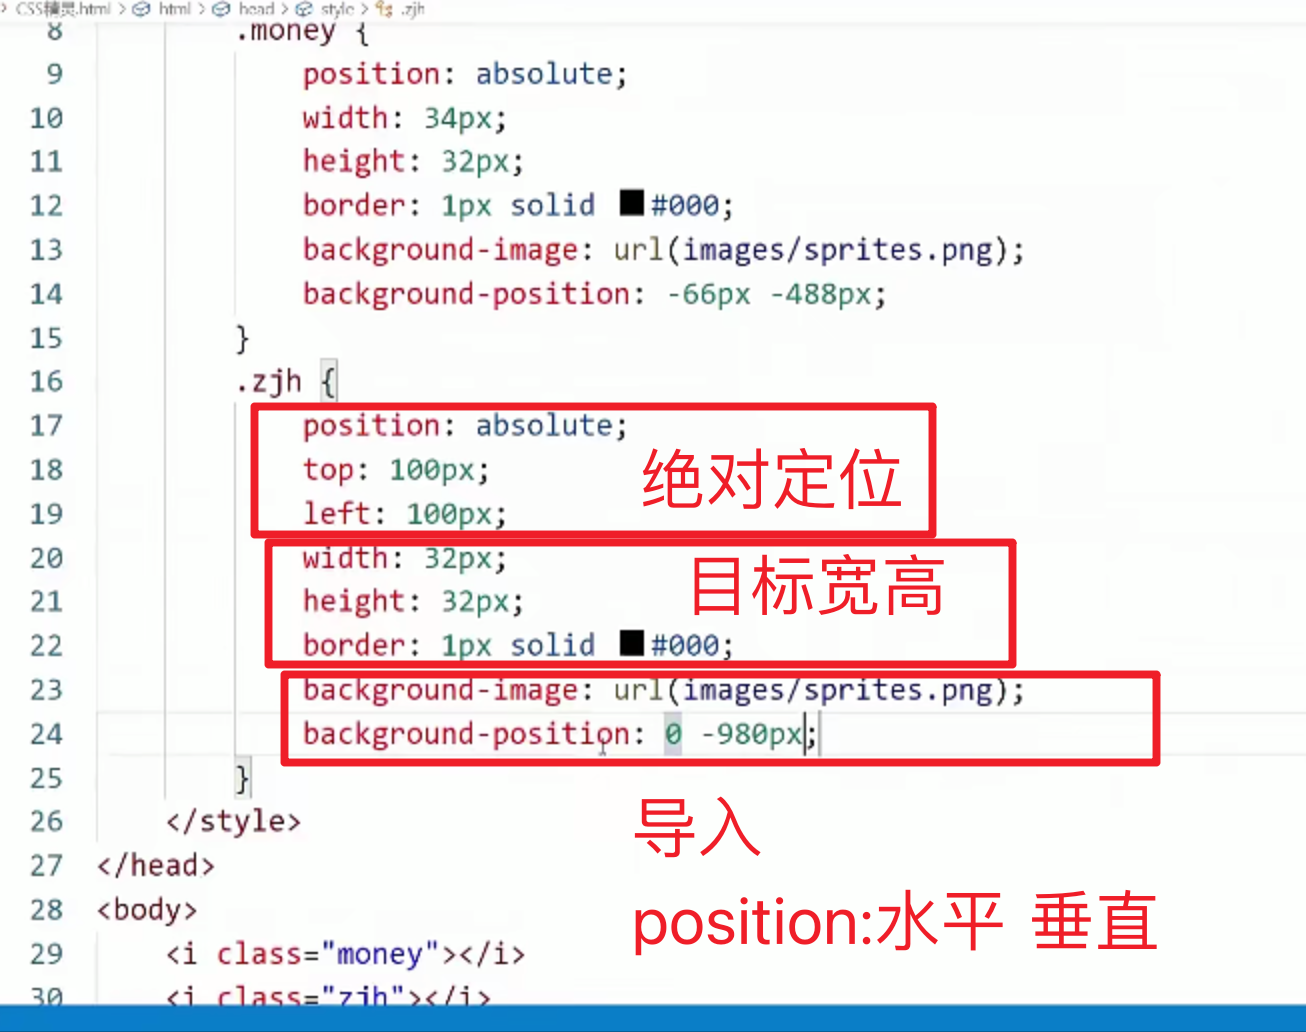 CSS精灵.html > html > head > style > .zjh
8 .money {
9 position: absolute;
10 width: 34px;
11 height: 32px;
12 border: 1px solid #000;
13 background-image: url(images/sprites.png);
14 background-position: -66px -488px;
15 }
16 .zjh {
17 position: absolute;
18 top: 100px;
绝对定位
19 left: 100px;
20 width: 32px;
目标宽高
21 height: 32px;
22 border: 1px solid #000;
23 background-image: url(images/sprites.png);
24 background-position: 0 -980px;
25 }
26 </style>
导入
27 </head>
28 <body>
position:水平 垂直
29 <i class="money"></i>
30 <i class="zjh"></i>